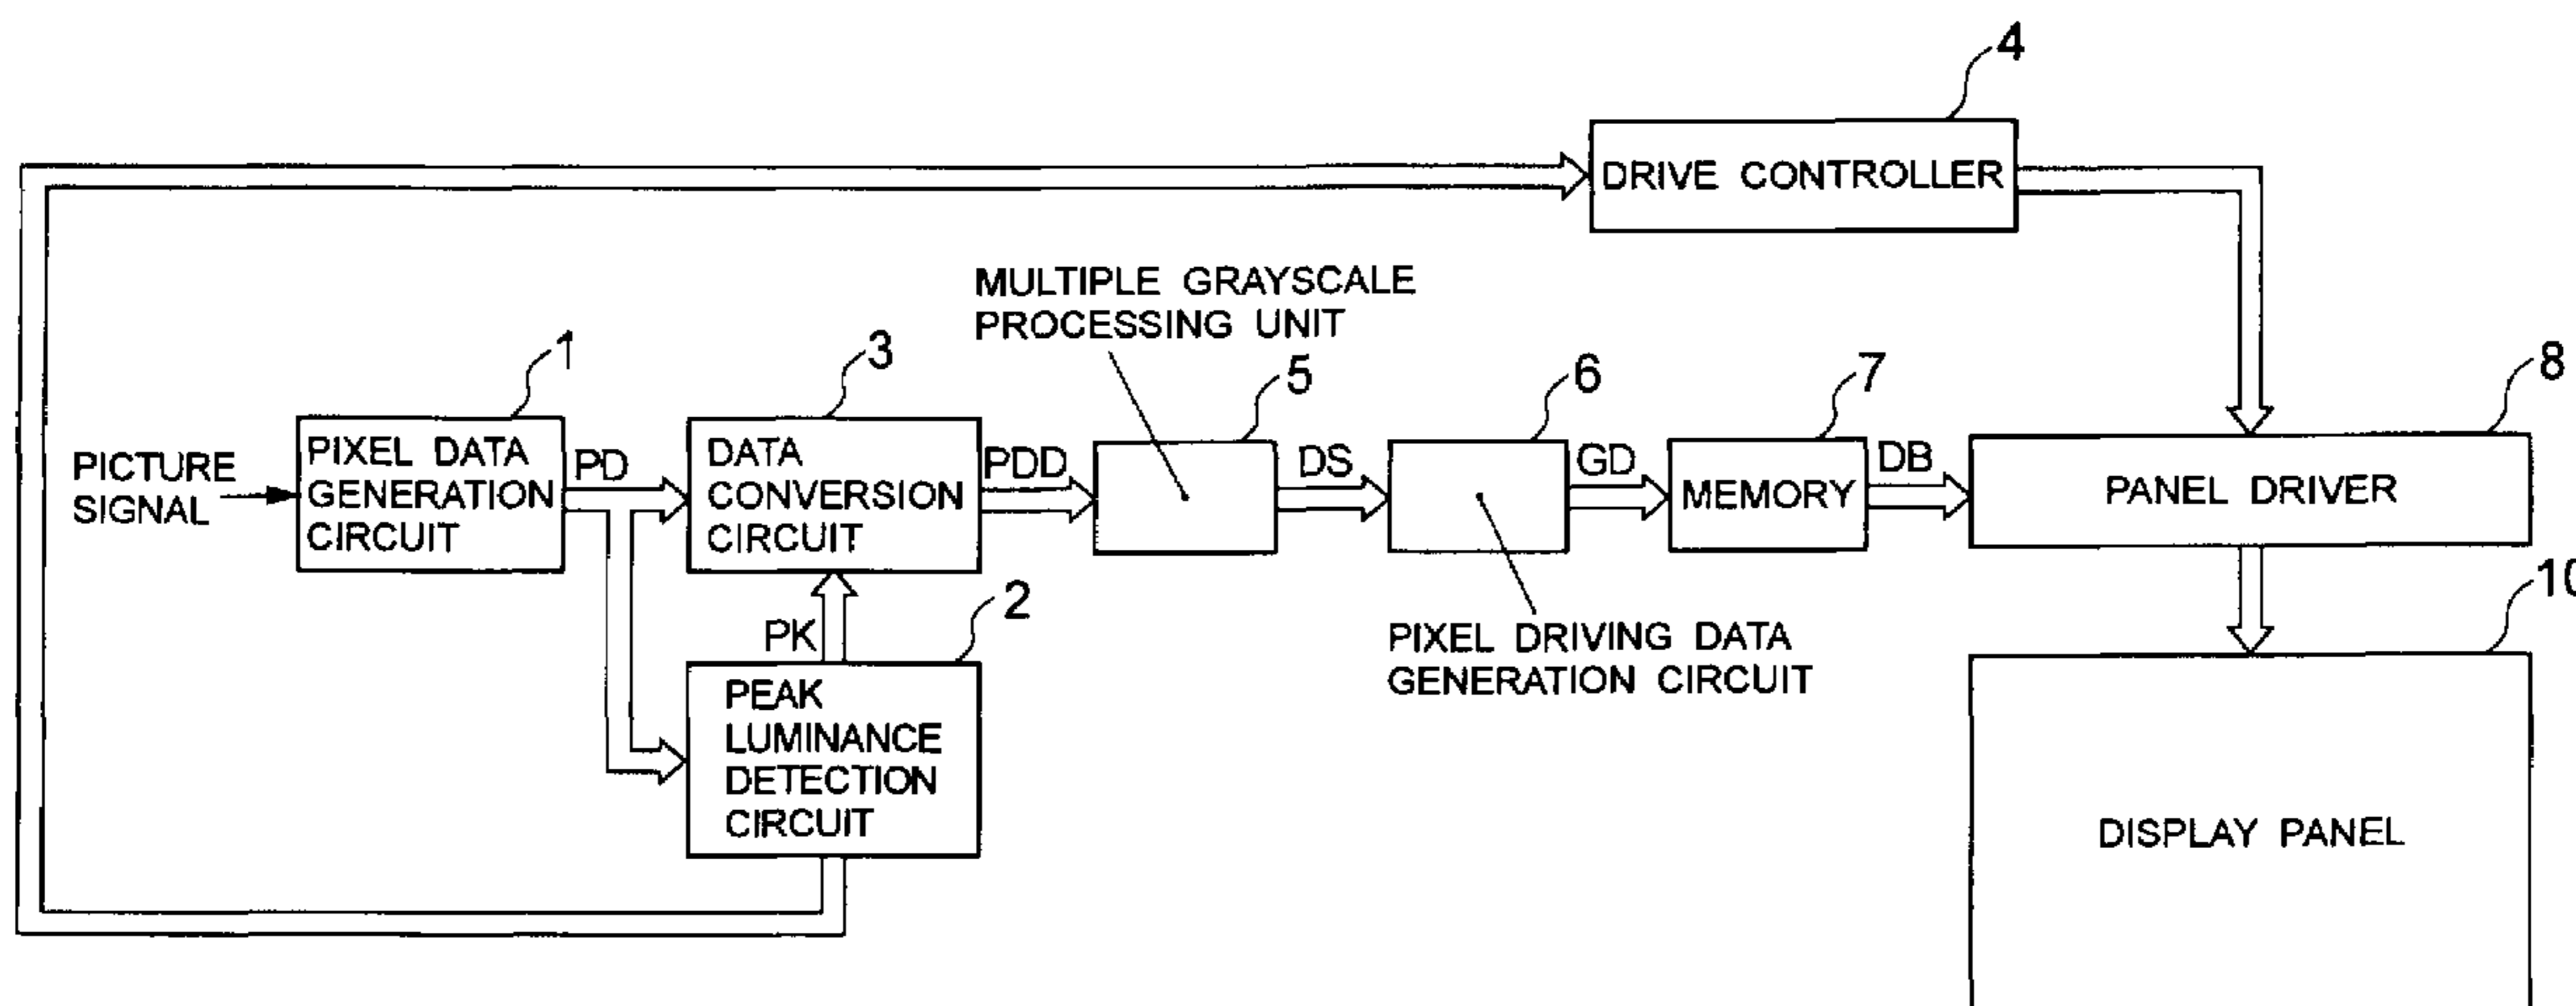 4
DRIVE CONTROLLER
MULTIPLE GRAYSCALE
PROCESSING UNIT
1
3
5
6
7
8
PICTURE
SIGNAL
PIXEL DATA
GENERATION
CIRCUIT
PD
DATA
CONVERSION
CIRCUIT
PDD
DS
GD
MEMORY
DB
PANEL DRIVER
PK
2
10
PEAK
LUMINANCE
DETECTION
CIRCUIT
PIXEL DRIVING DATA
GENERATION CIRCUIT
DISPLAY PANEL